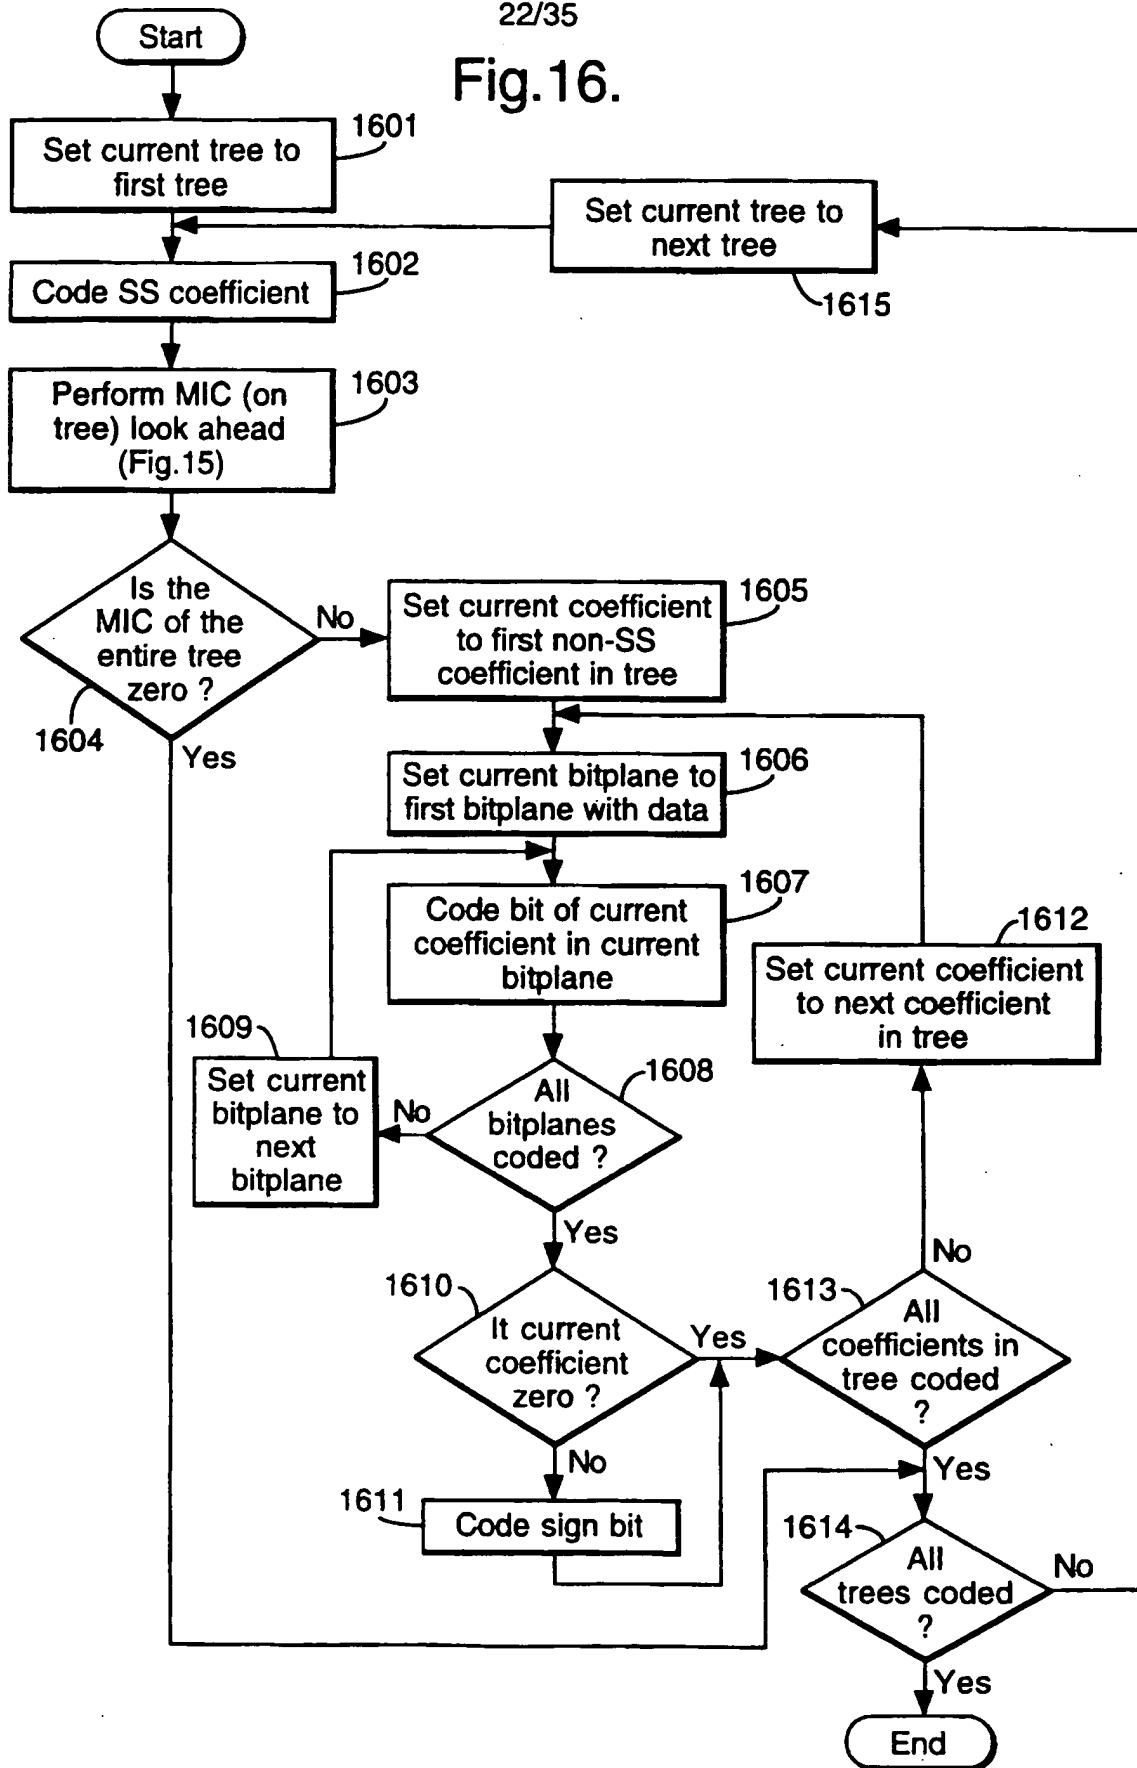 22/35
Fig.16.
Start
1601
Set current tree to
first tree
Set current tree to
next tree
1615
1602
Code SS coefficient
1603
Perform MIC (on
tree) look ahead
(Fig.15)
Is the
MIC of the
entire tree
zero ?
1604
No
Yes
1605
Set current coefficient
to first non-SS
coefficient in tree
1606
Set current bitplane to
first bitplane with data
1607
Code bit of current
coefficient in current
bitplane
1612
Set current coefficient
to next coefficient
in tree
1609
Set current
bitplane to
next
bitplane
No
1608
All
bitplanes
coded ?
Yes
1610
It current
coefficient
zero ?
Yes
No
1613
All
coefficients in
tree coded
?
No
Yes
1611
Code sign bit
1614
All
trees coded
?
No
Yes
End